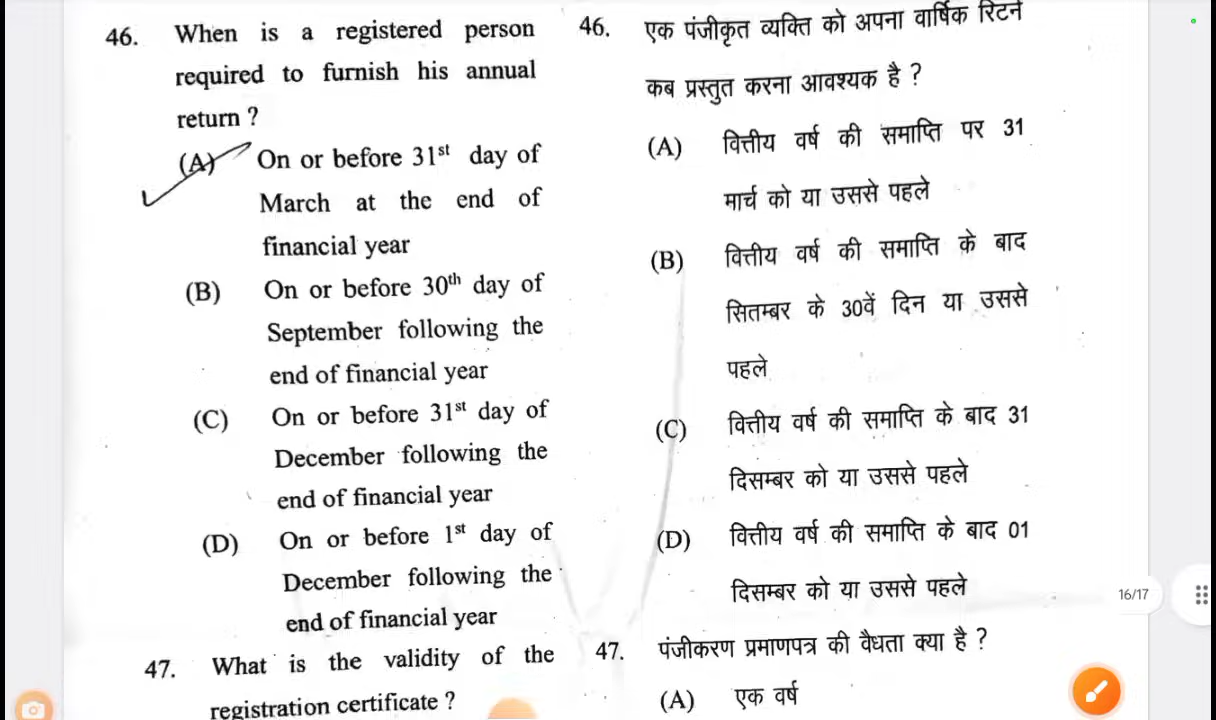 46. When is a registered person
required to furnish his annual
return ?
(A) On or before 31st day of
March at the end of
financial year
(B) On or before 30th day of
September following the
end of financial year
(C) On or before 31st day of
December following the
end of financial year
(D) On or before 1st day of
December following the
end of financial year
47. What is the validity of the
registration certificate ?
46. एक पंजीकृत व्यक्ति को अपना वार्षिक रिटर्न
कब प्रस्तुत करना आवश्यक है ?
(A) वित्तीय वर्ष की समाप्ति पर 31
मार्च को या उससे पहले
(B) वित्तीय वर्ष की समाप्ति के बाद
सितम्बर के 30वें दिन या उससे
पहले
(C) वित्तीय वर्ष की समाप्ति के बाद 31
दिसम्बर को या उससे पहले
(D) वित्तीय वर्ष की समाप्ति के बाद 01
दिसम्बर को या उससे पहले
47. पंजीकरण प्रमाणपत्र की वैधता क्या है ?
(A) एक वर्ष
16/17